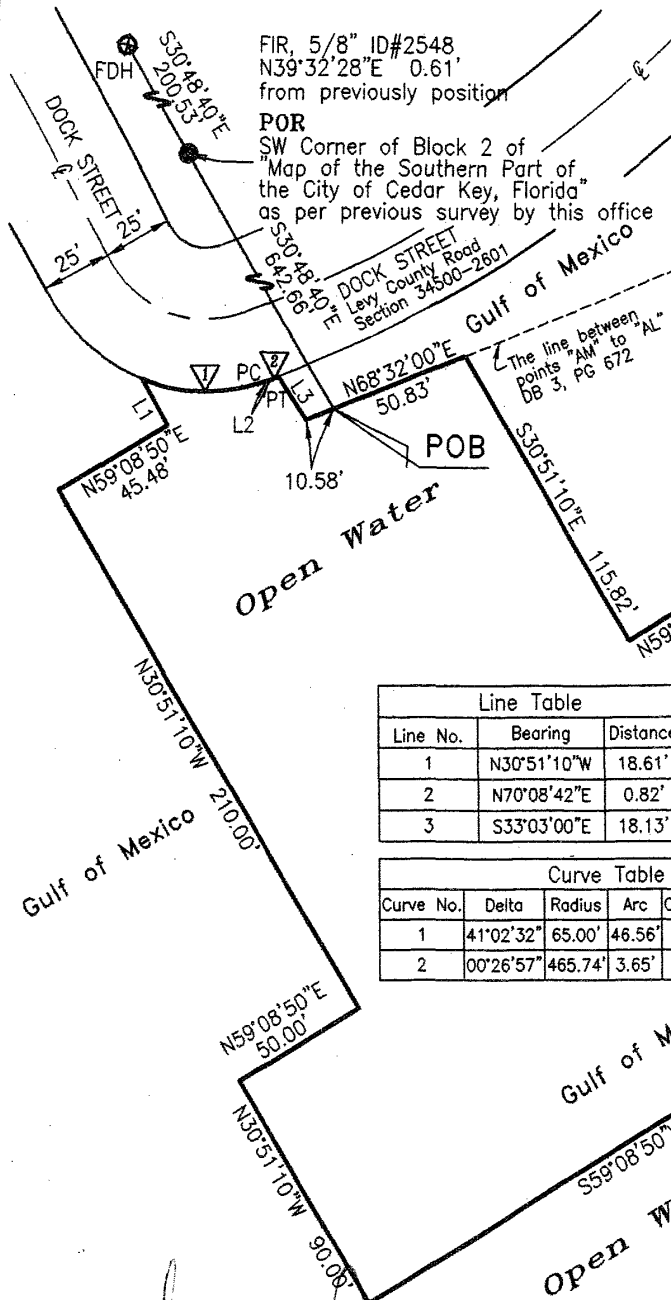 FIR, 5/8" ID#2548
N39°32'28"E 0.61'
from previously position
POR
SW Corner of Block 2 of
"Map of the Southern Part of
the City of Cedar Key, Florida"
as per previous survey by this office
FDH
S30°48'40"E
200.53'
DOCK STREET
25'
25'
S30°48'40"E
642.66'
DOCK STREET
Levy County Road
Section 34500-2601
Gulf of Mexico
The line between
points "AM" to "AL"
DB 3, PG 672
1
PC
2
PT
L1
L2
L3
N68°32'00"E
50.83'
POB
10.58'
N59°08'50"E
45.48'
Open Water
S30°51'10"E 115.82'
N59°
N30°51'10"W 210.00'
Gulf of Mexico
Line Table
Line No. Bearing Distance
1 N30°51'10"W 18.61'
2 N70°08'42"E 0.82'
3 S33°03'00"E 18.13'
Curve Table
Curve No. Delta Radius Arc C
1 41°02'32" 65.00' 46.56'
2 00°26'57" 465.74' 3.65'
N59°08'50"E
50.00'
Gulf of M
N30°51'10"W 90.00'
S59°08'50"
Open W